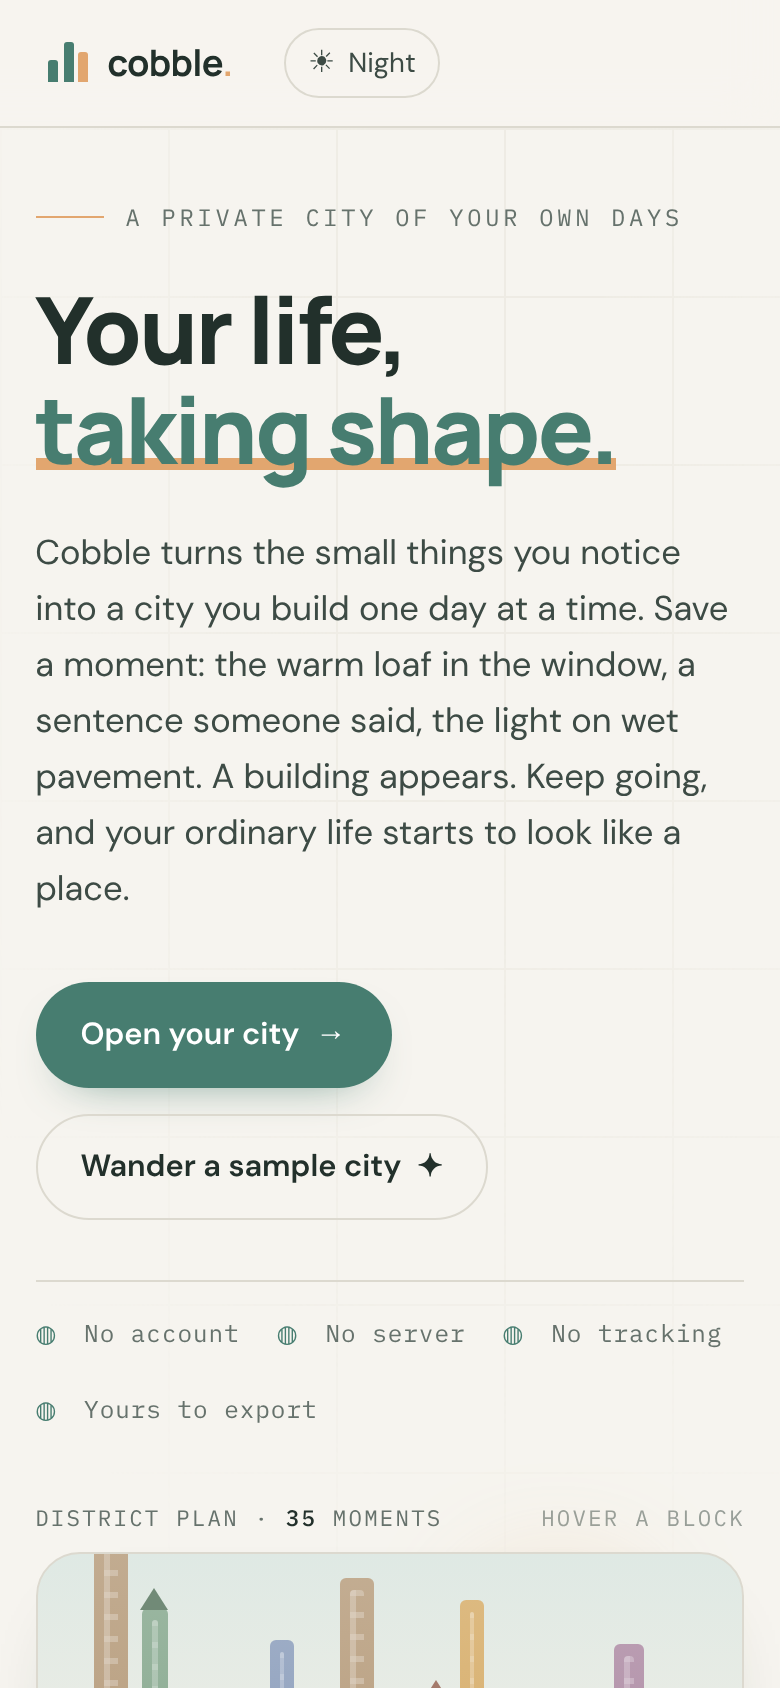 cobble.
☀ Night
A PRIVATE CITY OF YOUR OWN DAYS
Your life,
taking shape.
Cobble turns the small things you notice
into a city you build one day at a time. Save
a moment: the warm loaf in the window, a
sentence someone said, the light on wet
pavement. A building appears. Keep going,
and your ordinary life starts to look like a
place.
Open your city →
Wander a sample city ✦
◍ No account ◍ No server ◍ No tracking
◍ Yours to export
DISTRICT PLAN · 35 MOMENTS HOVER A BLOCK